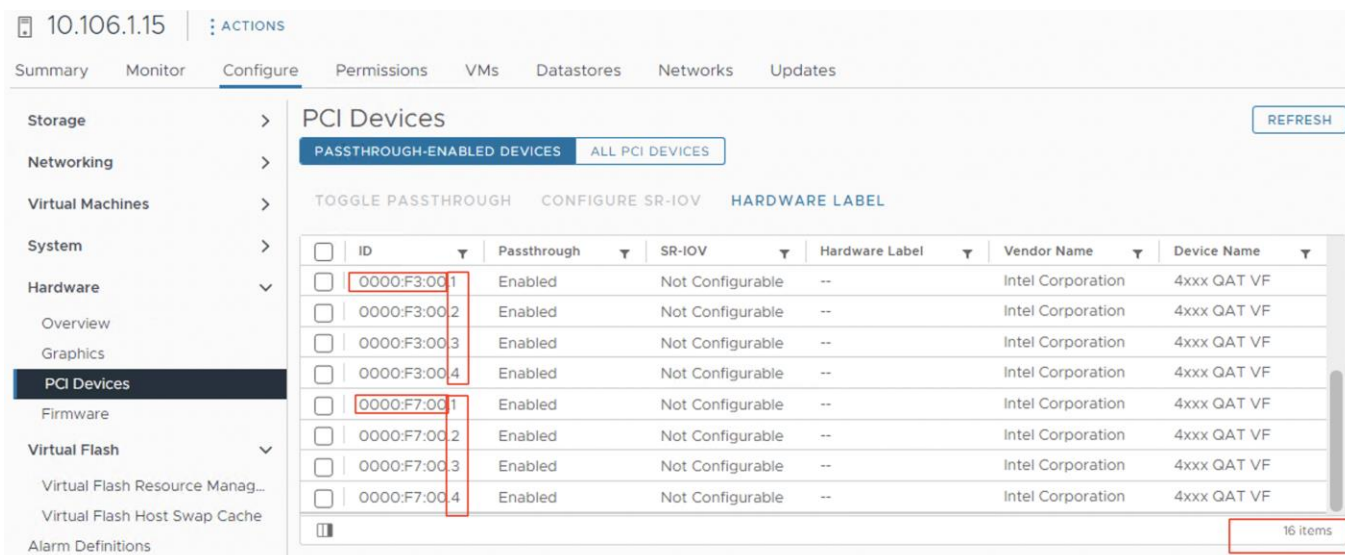 10.106.1.15 ACTIONS
Summary Monitor Configure Permissions VMs Datastores Networks Updates
Storage
Networking
Virtual Machines
System
Hardware
Overview
Graphics
PCI Devices
Firmware
Virtual Flash
Virtual Flash Resource Manag...
Virtual Flash Host Swap Cache
Alarm Definitions
PCI Devices
REFRESH
PASSTHROUGH-ENABLED DEVICES ALL PCI DEVICES
TOGGLE PASSTHROUGH CONFIGURE SR-IOV HARDWARE LABEL
ID Passthrough SR-IOV Hardware Label Vendor Name Device Name
0000:F3:00.1 Enabled Not Configurable -- Intel Corporation 4xxx QAT VF
0000:F3:00.2 Enabled Not Configurable -- Intel Corporation 4xxx QAT VF
0000:F3:00.3 Enabled Not Configurable -- Intel Corporation 4xxx QAT VF
0000:F3:00.4 Enabled Not Configurable -- Intel Corporation 4xxx QAT VF
0000:F7:00.1 Enabled Not Configurable -- Intel Corporation 4xxx QAT VF
0000:F7:00.2 Enabled Not Configurable -- Intel Corporation 4xxx QAT VF
0000:F7:00.3 Enabled Not Configurable -- Intel Corporation 4xxx QAT VF
0000:F7:00.4 Enabled Not Configurable -- Intel Corporation 4xxx QAT VF
16 items